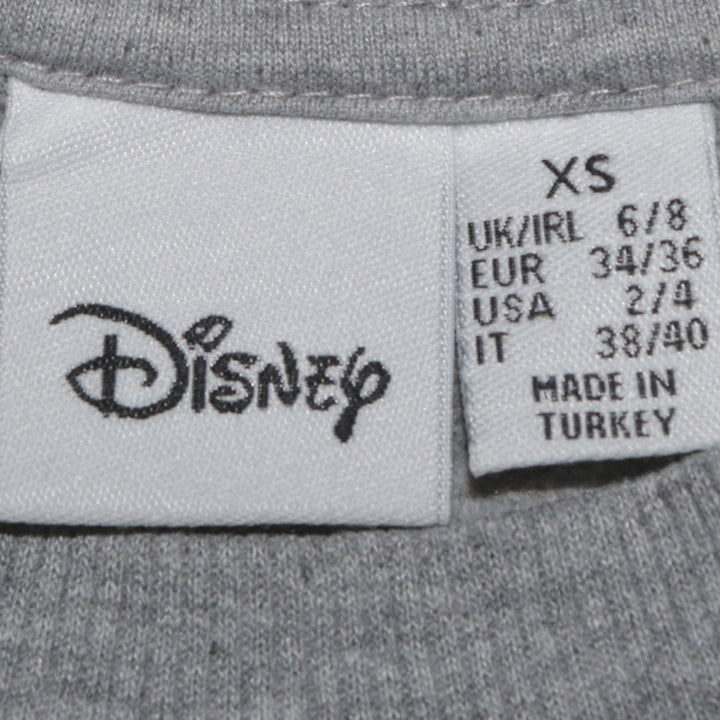 Disney
XS
UK/IRL 6/8
EUR 34/36
USA 2/4
IT 38/40
MADE IN
TURKEY